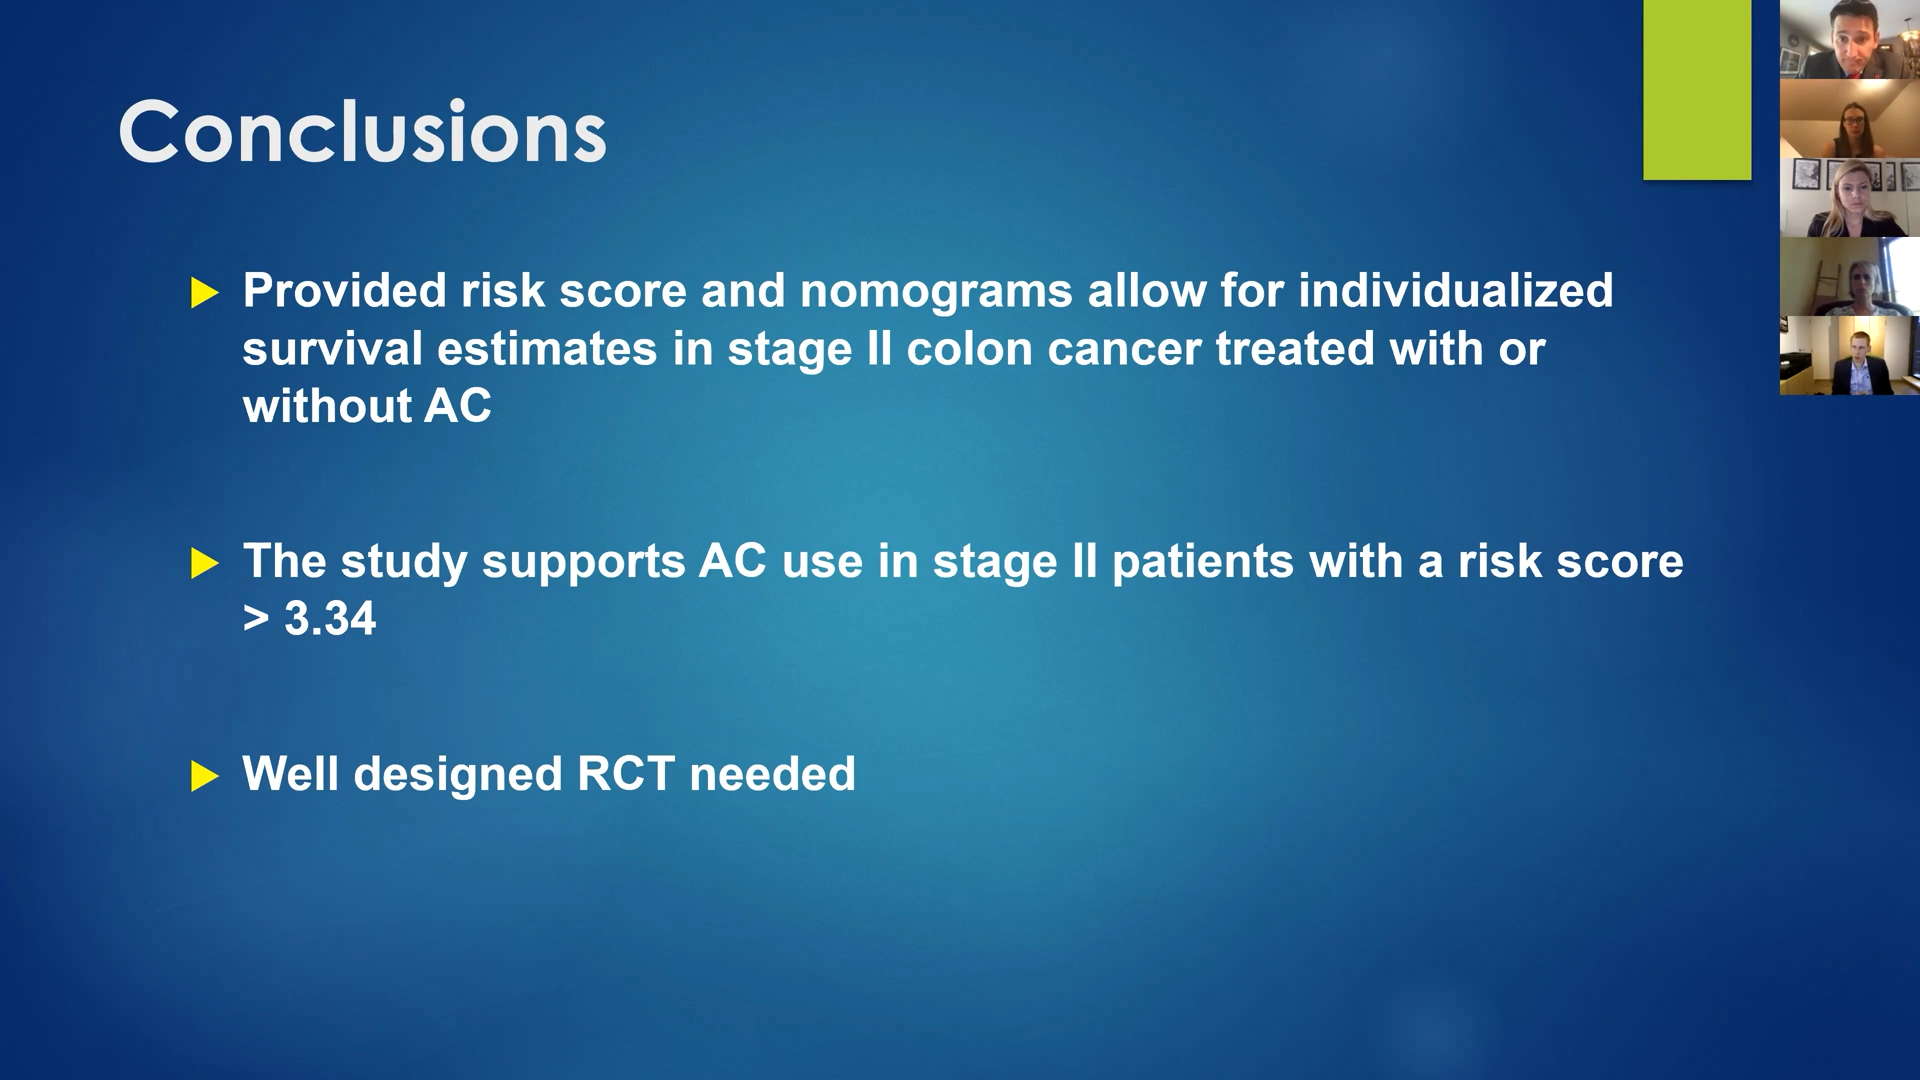 Conclusions
Provided risk score and nomograms allow for individualized
survival estimates in stage II colon cancer treated with or
without AC
The study supports AC use in stage II patients with a risk score
> 3.34
Well designed RCT needed